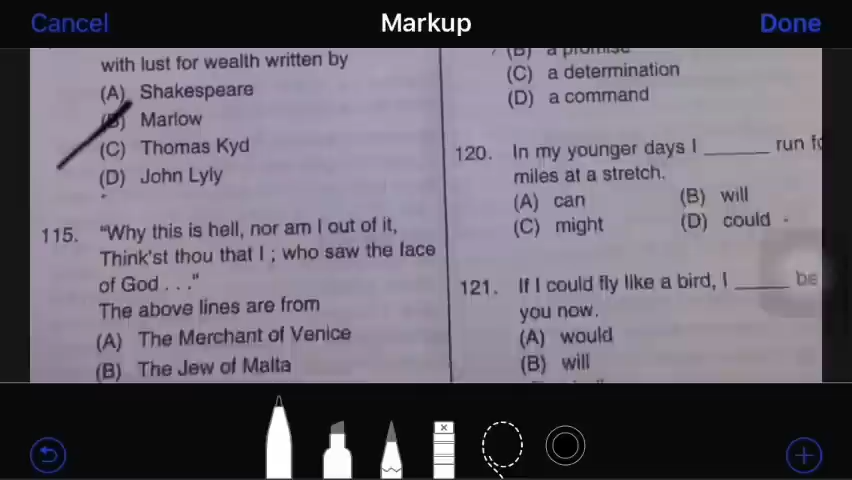 Cancel
Markup
Done
with lust for wealth written by
(A) Shakespeare
(B) Marlow
(C) Thomas Kyd
(D) John Lyly
115. "Why this is hell, nor am I out of it,
Think'st thou that I ; who saw the face
of God . . ."
The above lines are from
(A) The Merchant of Venice
(B) The Jew of Malta
(B) a promise
(C) a determination
(D) a command
120. In my younger days I ______ run
miles at a stretch.
(A) can (B) will
(C) might (D) could
121. If I could fly like a bird, I _____ be
you now.
(A) would
(B) will